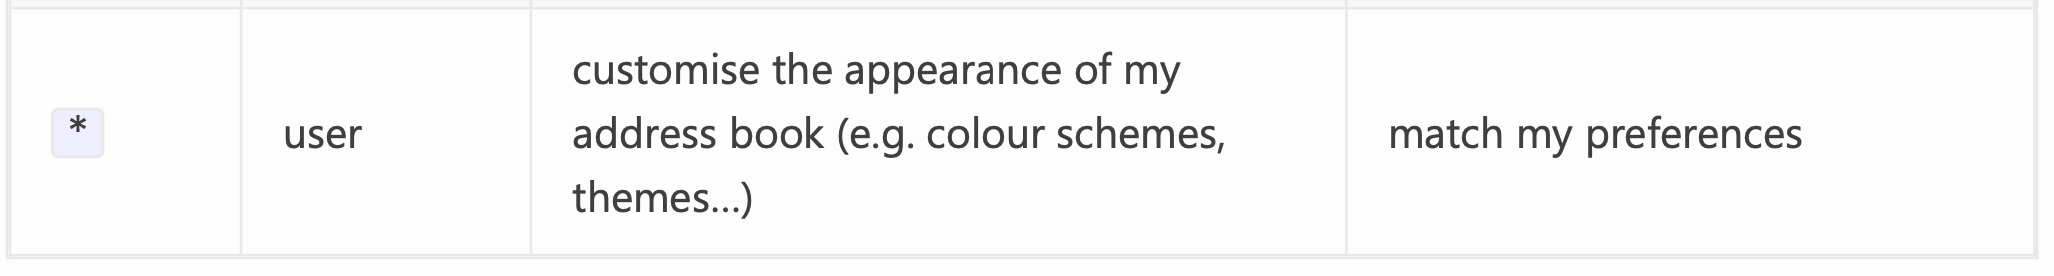 *
user
customise the appearance of my
address book (e.g. colour schemes,
themes...)
match my preferences